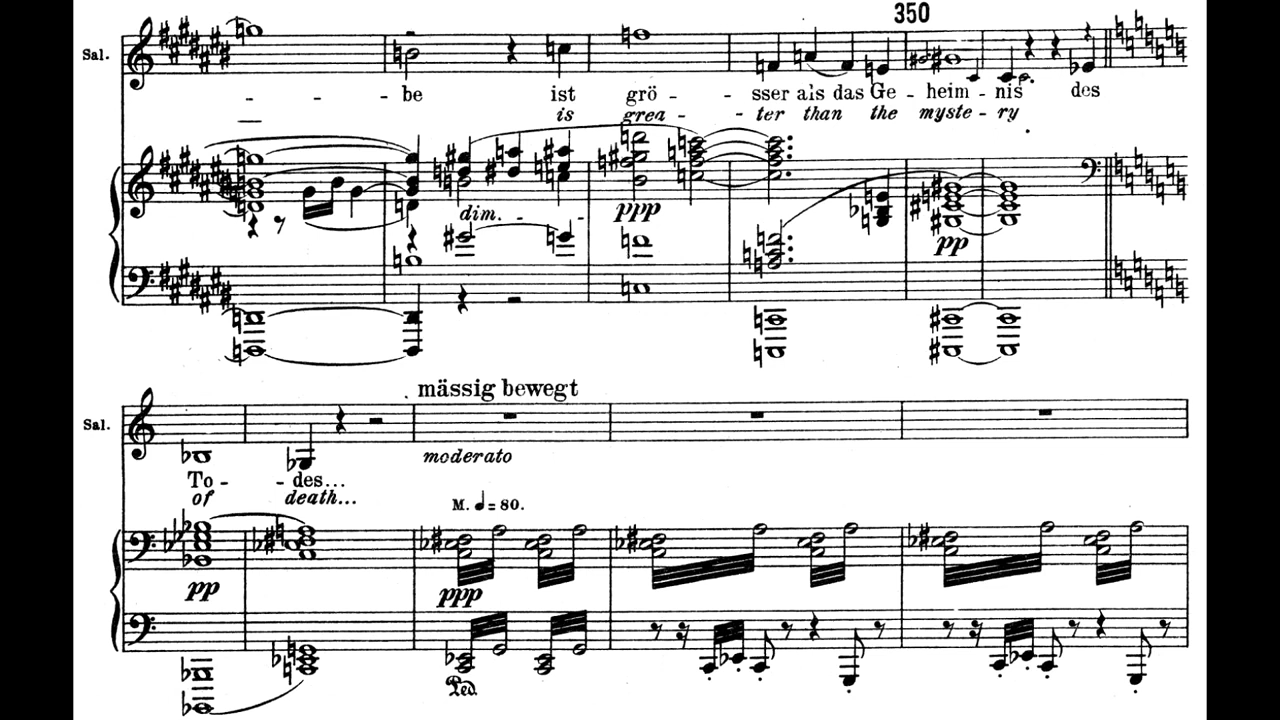 350
Sal.
- - - be ist grö - - sser als das Ge - heim - nis des
is grea - - ter than the myste - ry
dim. - -
ppp
pp
mässig bewegt
Sal.
moderato
To - - des...
of death...
M. = 80.
pp
ppp
Ped.